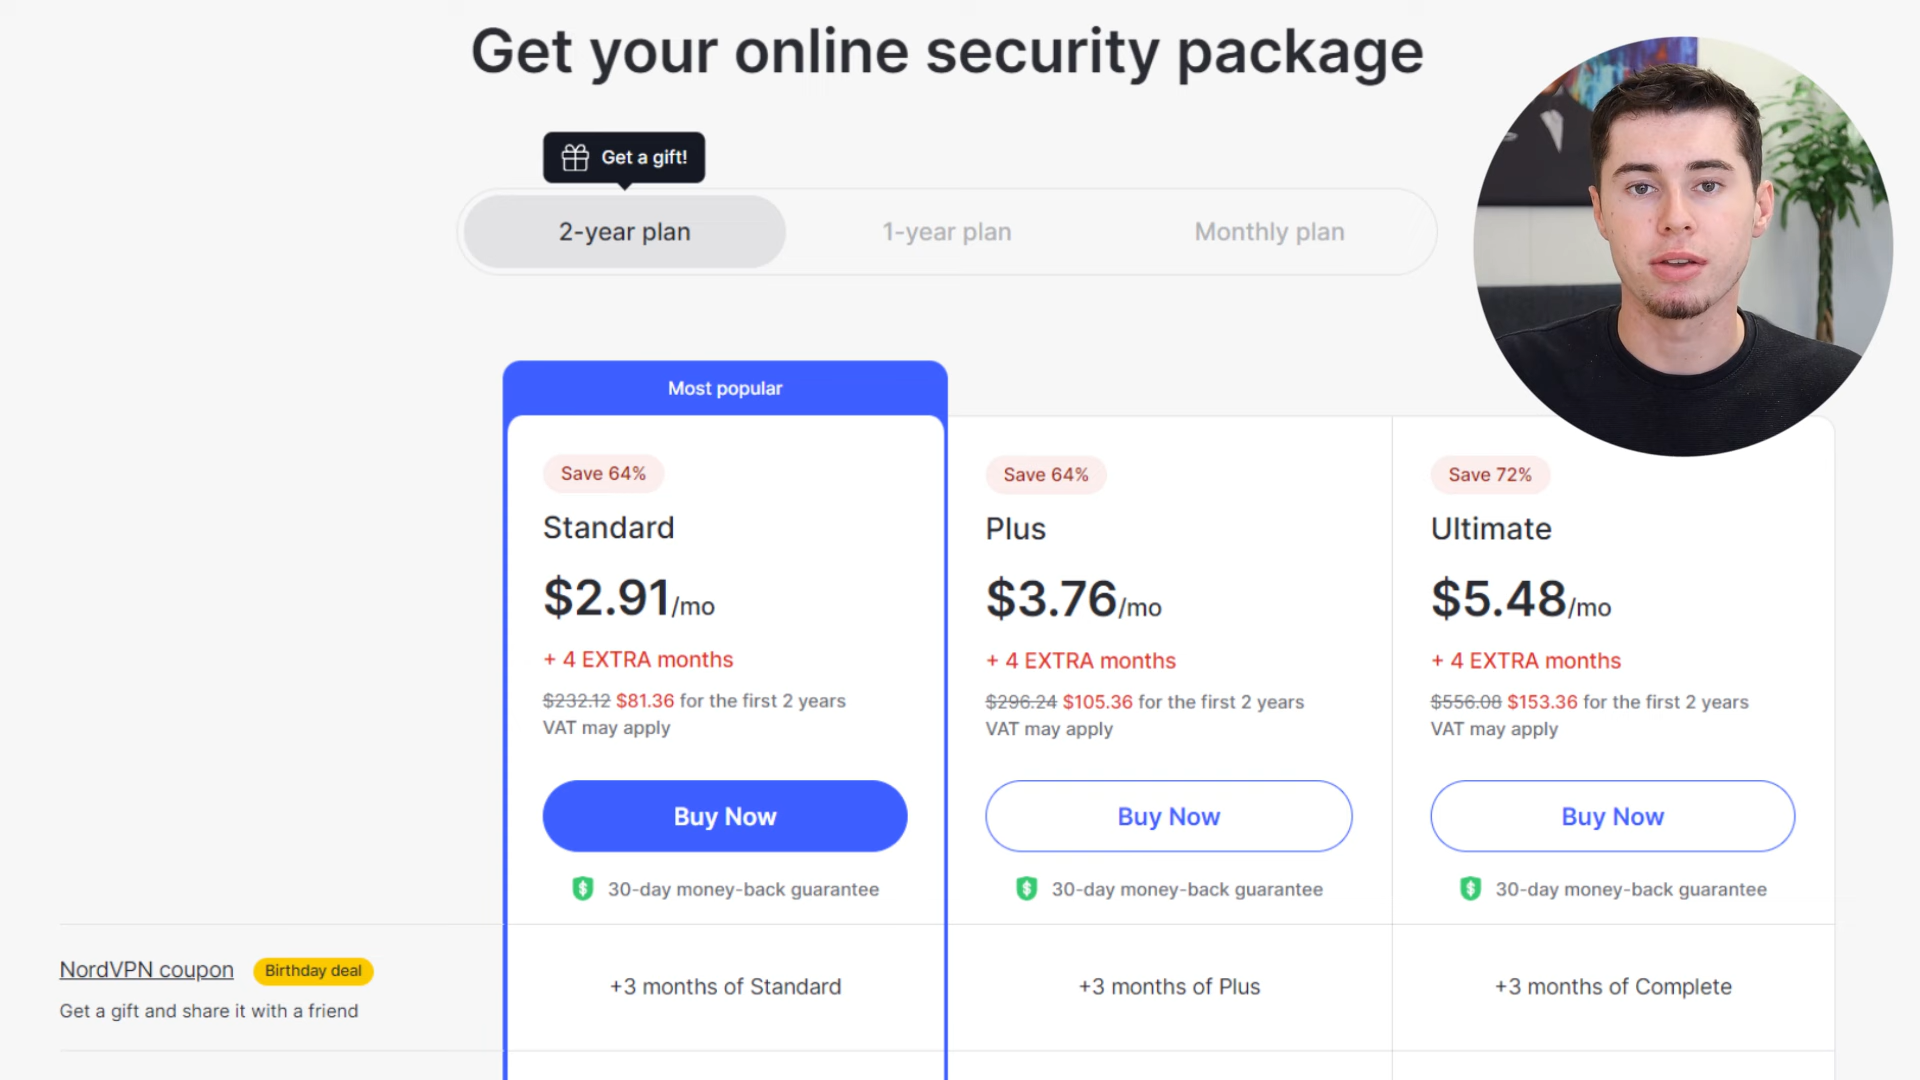 Get your online security package
Get a gift!
2-year plan
1-year plan
Monthly plan
Most popular
Save 64%
Standard
$2.91/mo
+ 4 EXTRA months
$232.12 $81.36 for the first 2 years
VAT may apply
Buy Now
30-day money-back guarantee
Save 64%
Plus
$3.76/mo
+ 4 EXTRA months
$296.24 $105.36 for the first 2 years
VAT may apply
Buy Now
30-day money-back guarantee
Save 72%
Ultimate
$5.48/mo
+ 4 EXTRA months
$556.08 $153.36 for the first 2 years
VAT may apply
Buy Now
30-day money-back guarantee
NordVPN coupon
Birthday deal
Get a gift and share it with a friend
+3 months of Standard
+3 months of Plus
+3 months of Complete